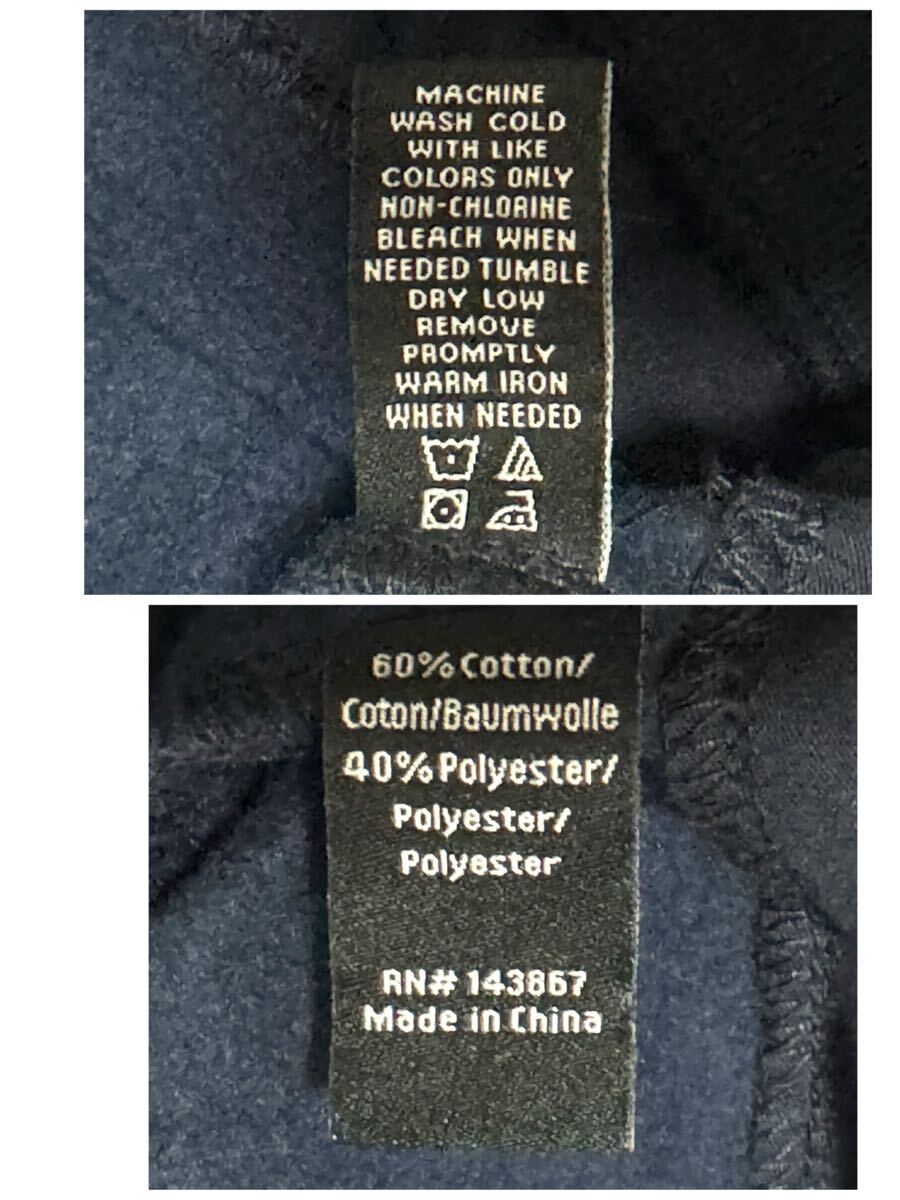 MACHINE
WASH COLD
WITH LIKE
COLORS ONLY
NON-CHLORINE
BLEACH WHEN
NEEDED TUMBLE
DRY LOW
REMOVE
PROMPTLY
WARM IRON
WHEN NEEDED
60% Cotton/
Coton/Baumwolle
40% Polyester/
Polyester/
Polyester
RN# 143867
Made in China